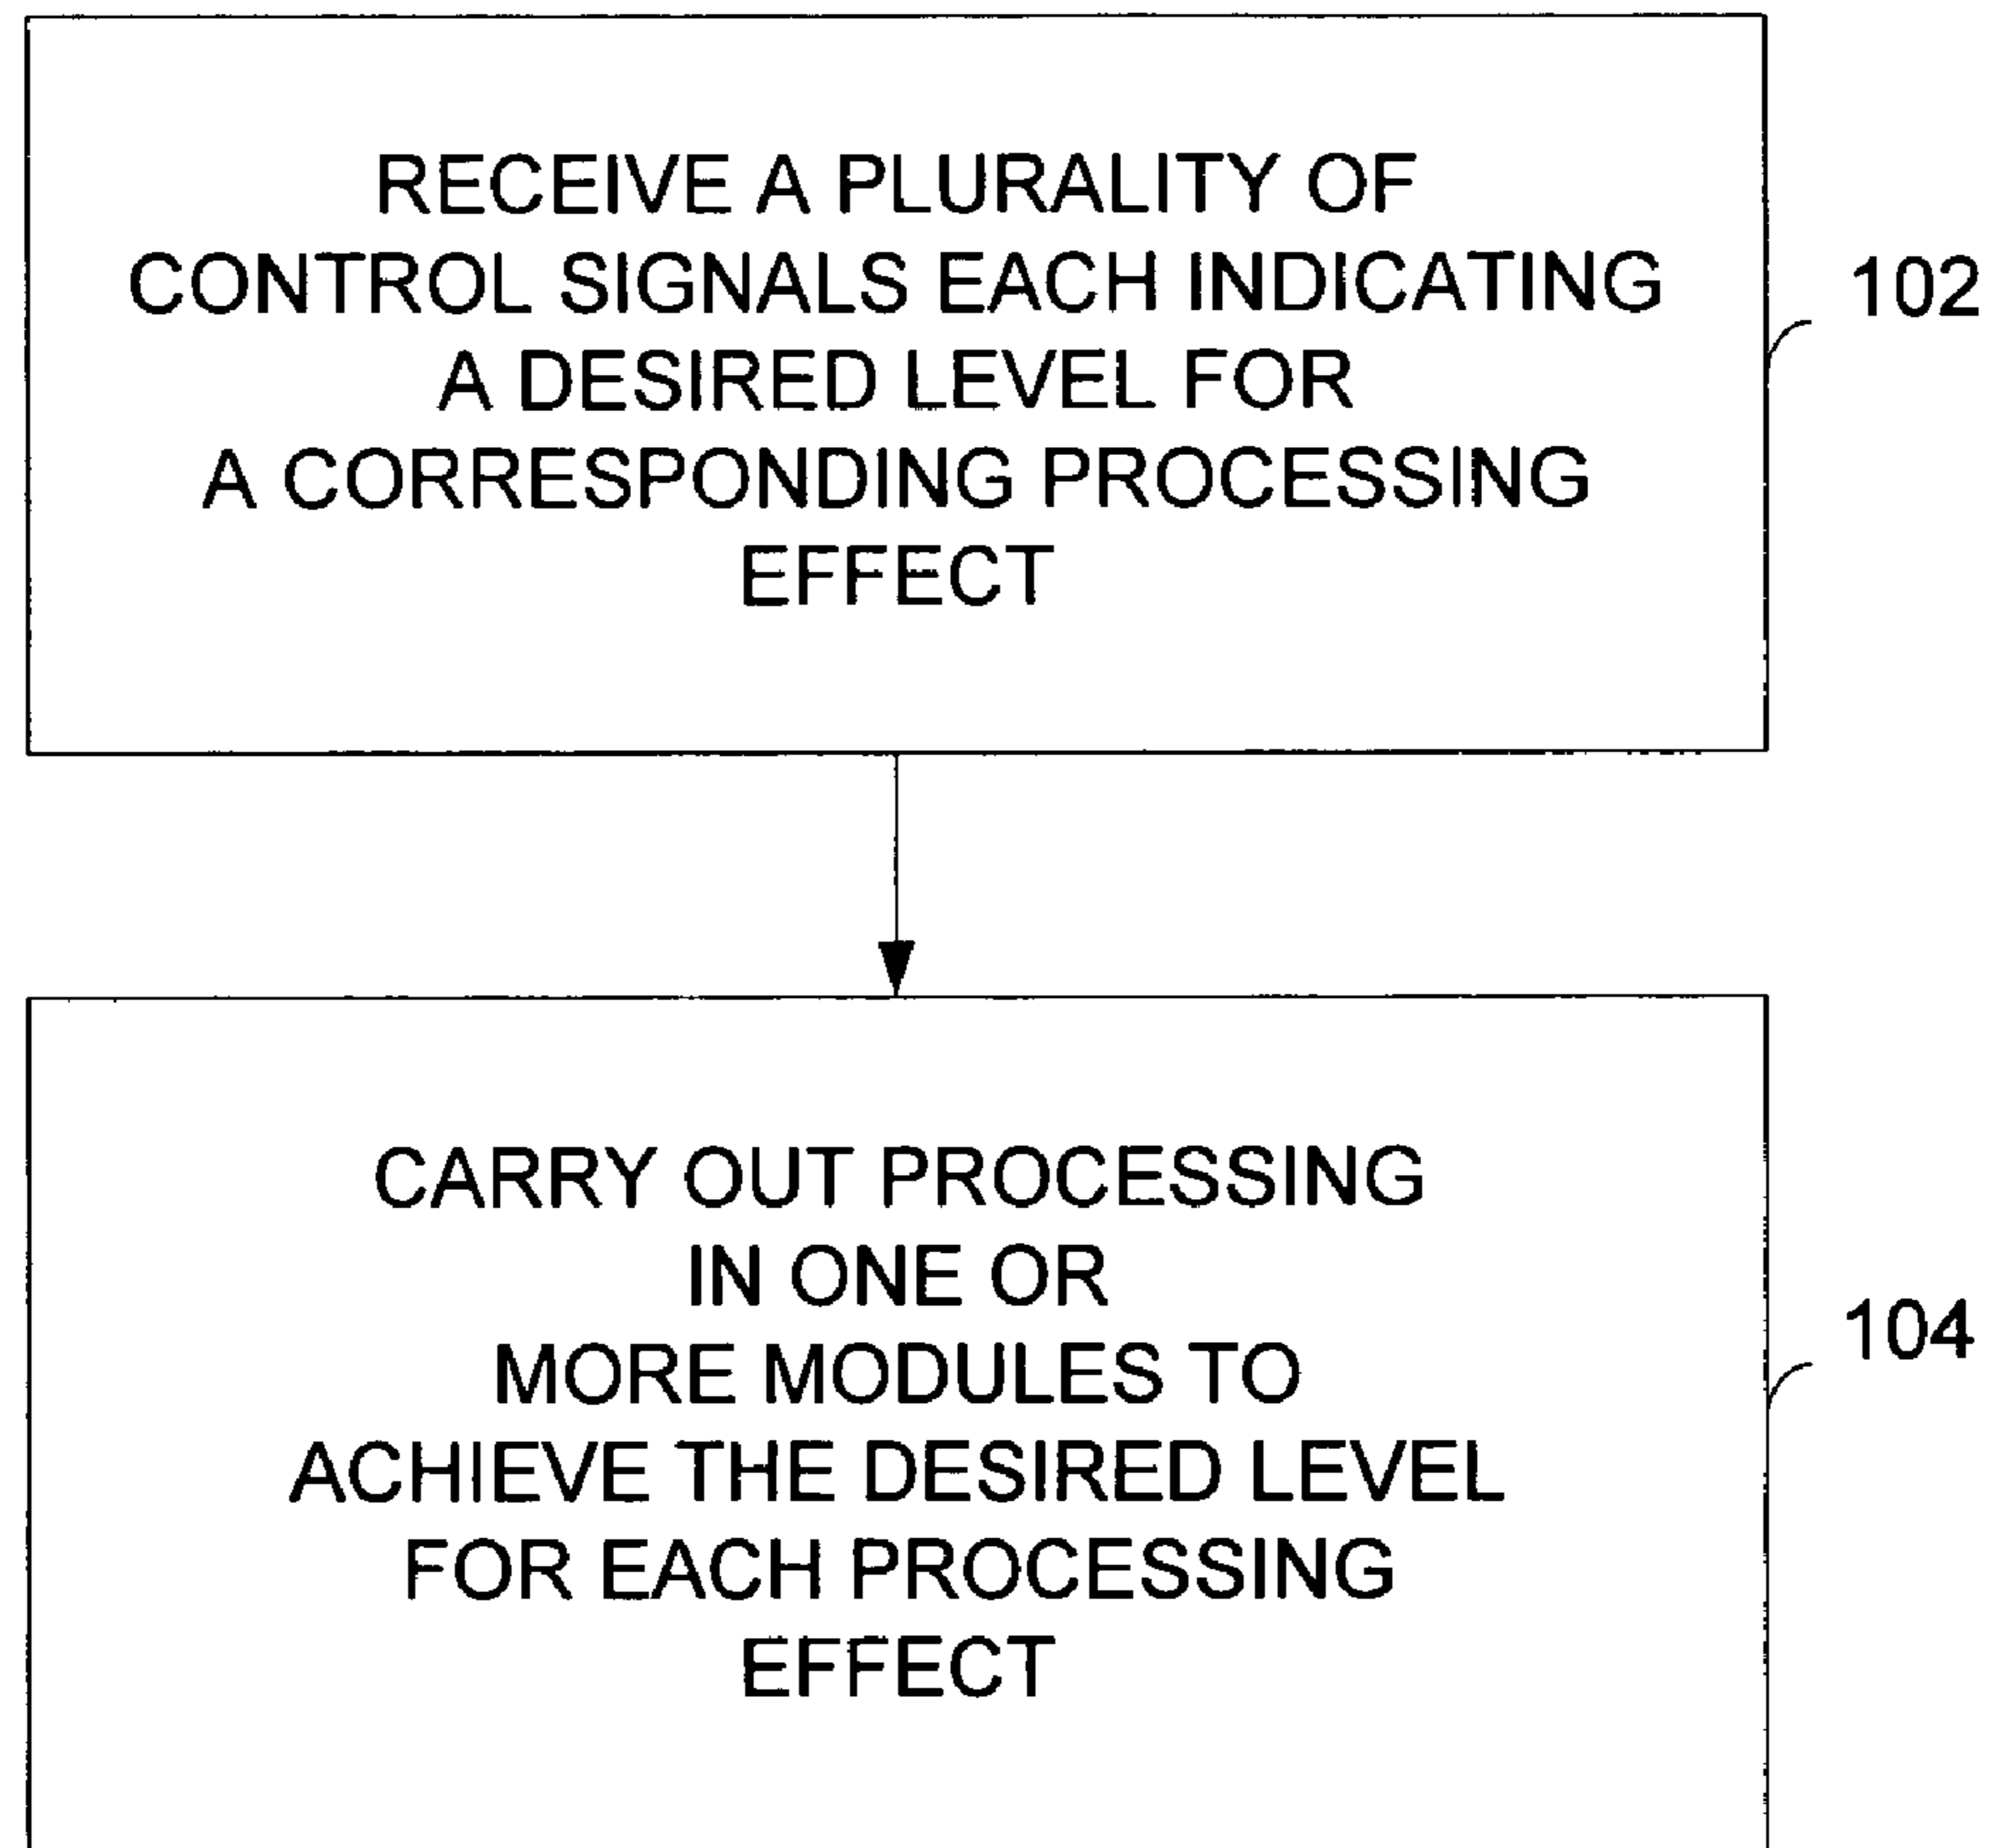 RECEIVE A PLURALITY OF
CONTROL SIGNALS EACH INDICATING
A DESIRED LEVEL FOR
A CORRESPONDING PROCESSING
EFFECT
102
CARRY OUT PROCESSING
IN ONE OR
MORE MODULES TO
ACHIEVE THE DESIRED LEVEL
FOR EACH PROCESSING
EFFECT
104